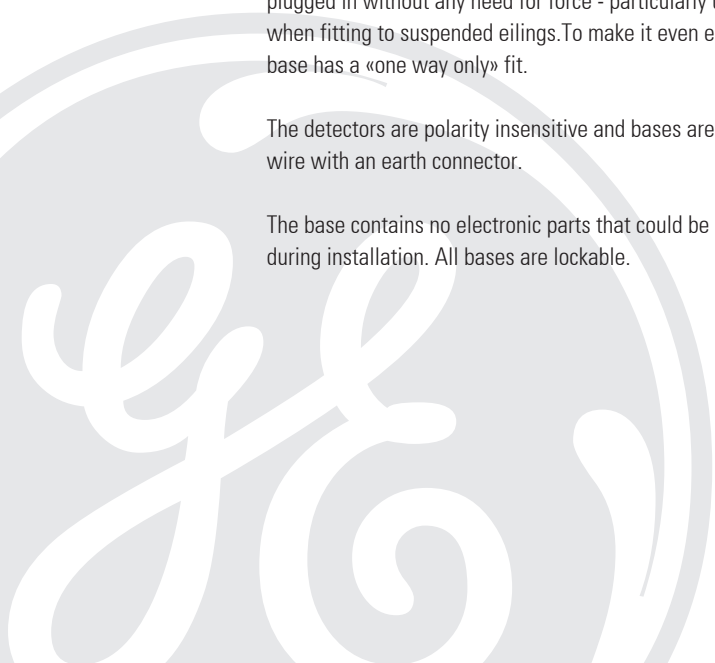 plugged in without any need for force - particularly
when fitting to suspended eilings.To make it even
base has a «one way only» fit.
The detectors are polarity insensitive and bases are
wire with an earth connector.
The base contains no electronic parts that could be
during installation. All bases are lockable.
GE